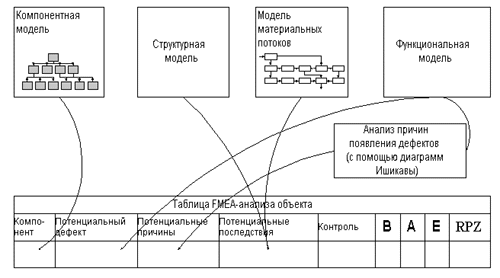 Компонентная
модель
Структурная
модель
Модель
материальных
потоков
Функциональная
модель
Анализ причин
появления дефектов
(с помощью диаграмм
Ишикавы)
Таблица FMEA-анализа объекта
Компо-
нент
Потенциальный
дефект
Потенциальные
причины
Потенциальные
последствия
Контроль
B
A
E
RPZ